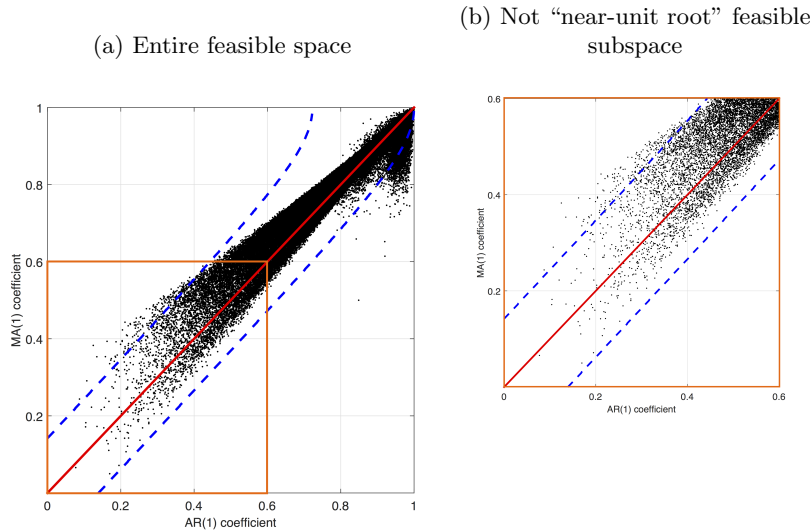 (a) Entire feasible space
1
0.8
0.6
0.4
0.2
0
0.2
0.4
0.6
0.8
1
MA(1) coefficient
AR(1) coefficient
(b) Not “near-unit root” feasible
subspace
0.6
0.4
0.2
0
0.2
0.4
0.6
MA(1) coefficient
AR(1) coefficient